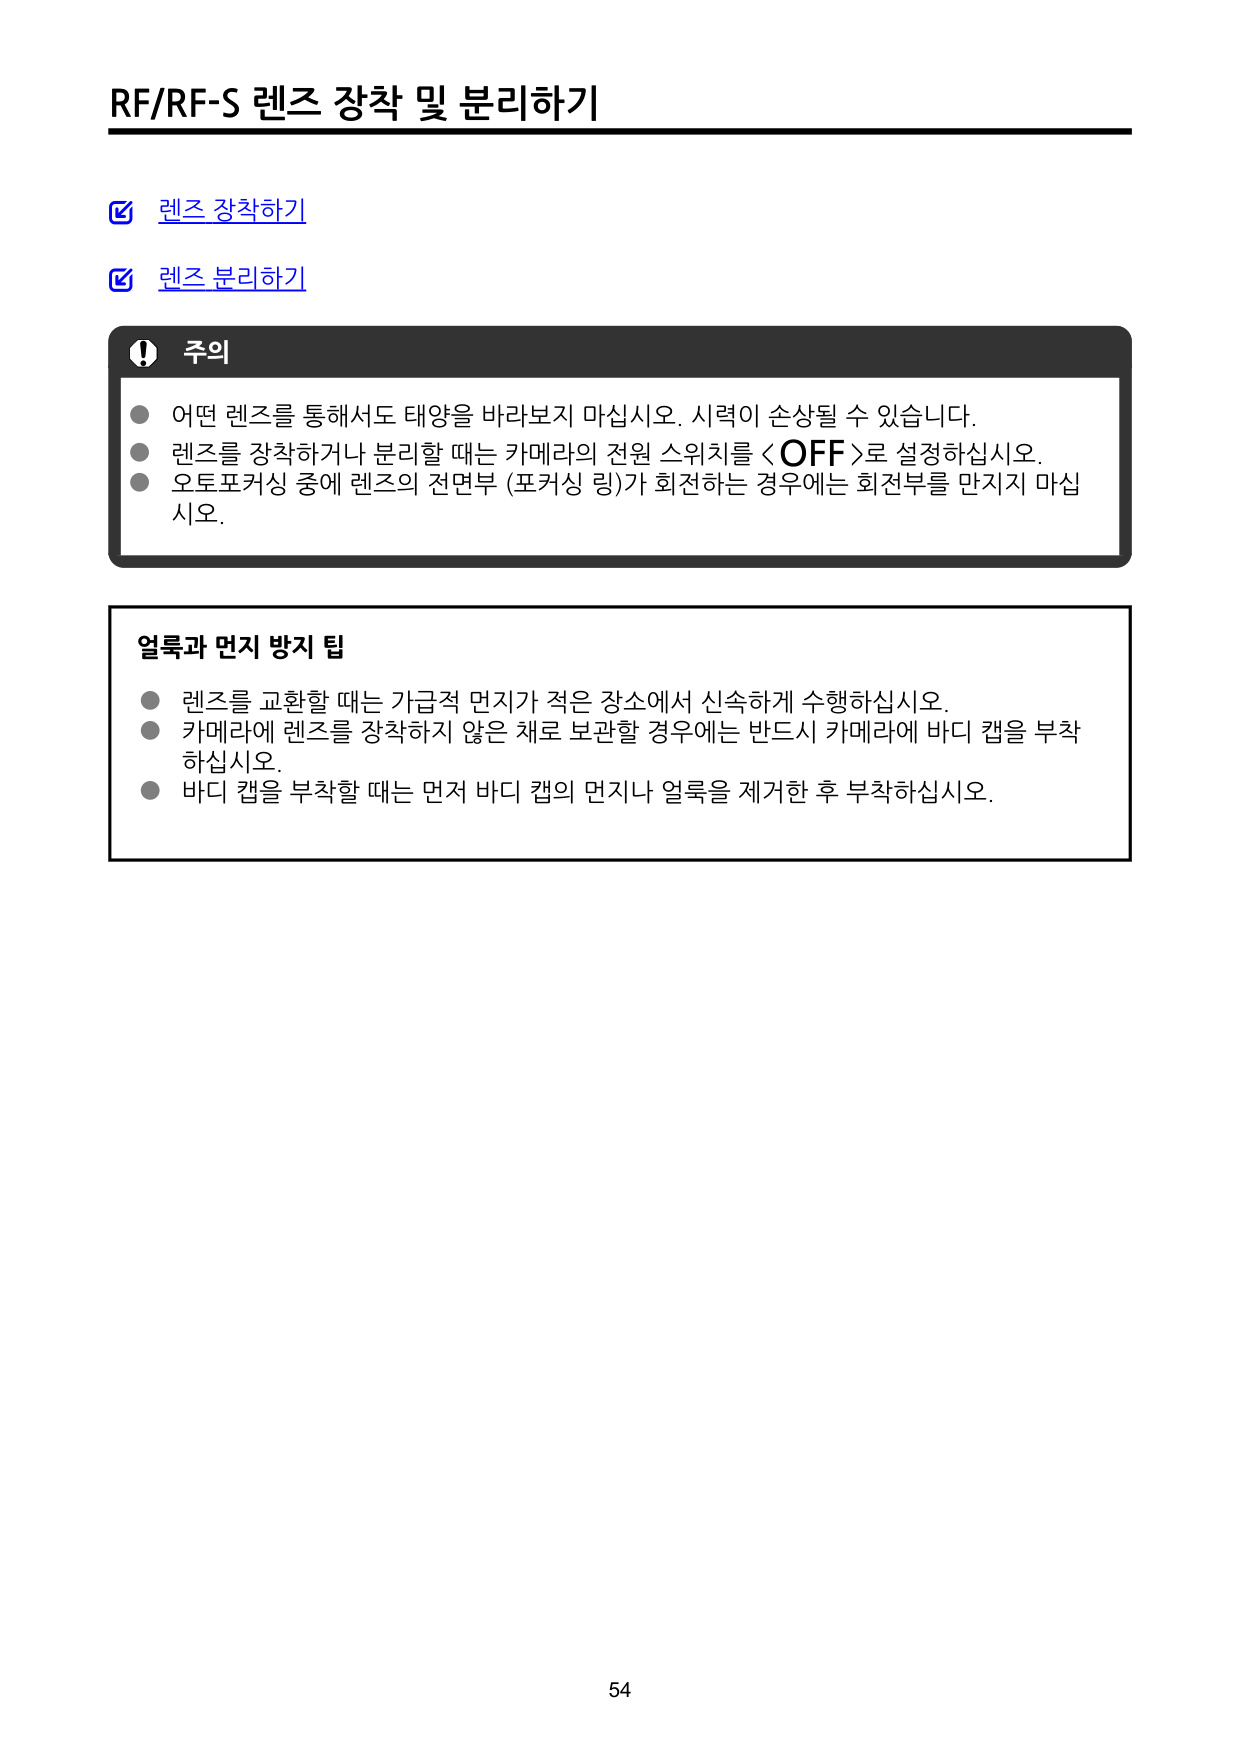 RF/RF-S 렌즈 장착 및 분리하기
렌즈 장착하기
렌즈 분리하기
주의
어떤 렌즈를 통해서도 태양을 바라보지 마십시오. 시력이 손상될 수 있습니다.
렌즈를 장착하거나 분리할 때는 카메라의 전원 스위치를 <OFF>로 설정하십시오.
오토포커싱 중에 렌즈의 전면부 (포커싱 링)가 회전하는 경우에는 회전부를 만지지 마십
시오.
얼룩과 먼지 방지 팁
렌즈를 교환할 때는 가급적 먼지가 적은 장소에서 신속하게 수행하십시오.
카메라에 렌즈를 장착하지 않은 채로 보관할 경우에는 반드시 카메라에 바디 캡을 부착
하십시오.
바디 캡을 부착할 때는 먼저 바디 캡의 먼지나 얼룩을 제거한 후 부착하십시오.
54